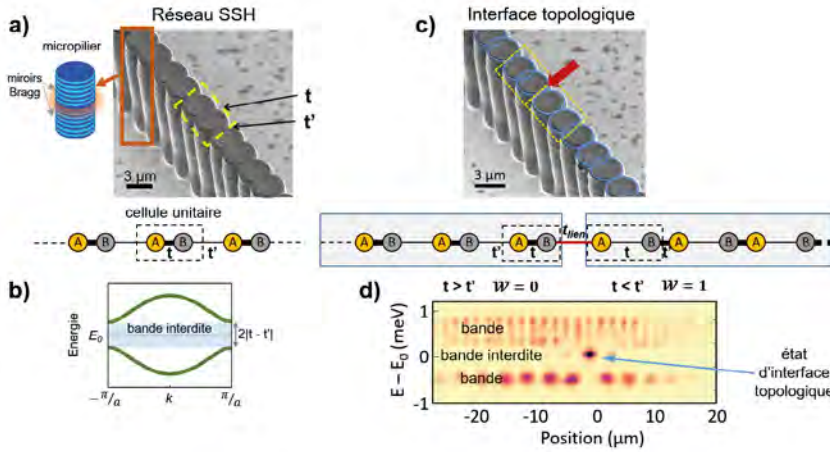 a)
Réseau SSH
micropilier
miroirs
Bragg
t
t'
3 µm
cellule unitaire
A B A B A B
t t'
b)
Energie
E₀
bande interdite
2|t - t'|
−π/a k π/a
c)
Interface topologique
3 µm
t_lien
A B A B A B A B A B A B
t' t t t'
t > t' 𝒲 = 0 t < t' 𝒲 = 1
d)
E − E₀ (meV)
1
0
-1
bande
bande interdite
bande
-20 -10 0 10 20
Position (µm)
état
d'interface
topologique